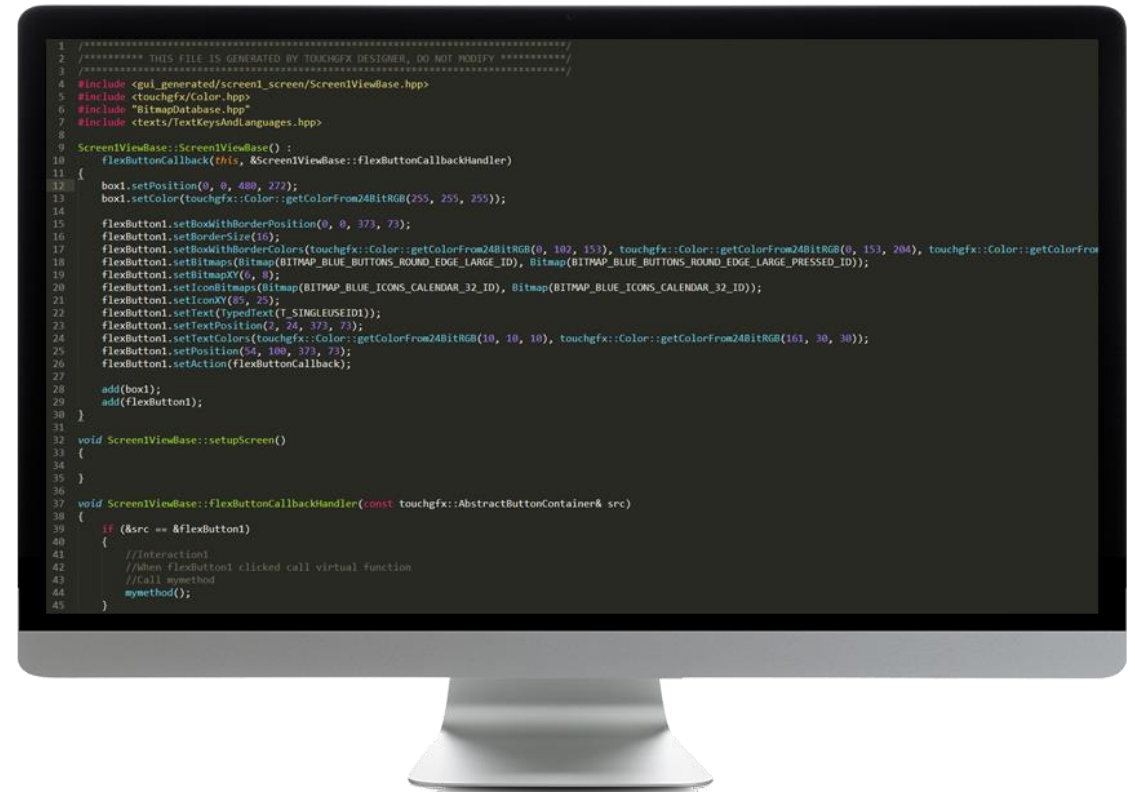 1 /*****************************************************************************/
2 /********** THIS FILE IS GENERATED BY TOUCHGFX DESIGNER, DO NOT MODIFY ***********/
3 /*****************************************************************************/
4 #include <gui_generated/screen1_screen/Screen1ViewBase.hpp>
5 #include <touchgfx/Color.hpp>
6 #include "BitmapDatabase.hpp"
7 #include <texts/TextKeysAndLanguages.hpp>
8
9 Screen1ViewBase::Screen1ViewBase() :
10     flexButtonCallback(this, &Screen1ViewBase::flexButtonCallbackHandler)
11 {
12     box1.setPosition(0, 0, 480, 272);
13     box1.setColor(touchgfx::Color::getColorFrom24BitRGB(255, 255, 255));
14
15     flexButton1.setBoxWithBorderPosition(0, 0, 373, 73);
16     flexButton1.setBorderSize(16);
17     flexButton1.setBoxWithBorderColors(touchgfx::Color::getColorFrom24BitRGB(0, 102, 153), touchgfx::Color::getColorFrom24BitRGB(0, 153, 204), touchgfx::Color::getColorFro
18     flexButton1.setBitmaps(Bitmap(BITMAP_BLUE_BUTTONS_ROUND_EDGE_LARGE_ID), Bitmap(BITMAP_BLUE_BUTTONS_ROUND_EDGE_LARGE_PRESSED_ID));
19     flexButton1.setBitmapXY(6, 8);
20     flexButton1.setIconBitmaps(Bitmap(BITMAP_BLUE_ICONS_CALENDAR_32_ID), Bitmap(BITMAP_BLUE_ICONS_CALENDAR_32_ID));
21     flexButton1.setIconXY(85, 25);
22     flexButton1.setText(TypedText(T_SINGLEUSEID1));
23     flexButton1.setTextPosition(2, 24, 373, 73);
24     flexButton1.setTextColors(touchgfx::Color::getColorFrom24BitRGB(10, 10, 10), touchgfx::Color::getColorFrom24BitRGB(161, 30, 30));
25     flexButton1.setPosition(54, 100, 373, 73);
26     flexButton1.setAction(flexButtonCallback);
27
28     add(box1);
29     add(flexButton1);
30 }
31
32 void Screen1ViewBase::setupScreen()
33 {
34
35 }
36
37 void Screen1ViewBase::flexButtonCallbackHandler(const touchgfx::AbstractButtonContainer& src)
38 {
39     if (&src == &flexButton1)
40     {
41         //Interaction1
42         //When flexButton1 clicked call virtual function
43         //Call mymethod
44         mymethod();
45     }